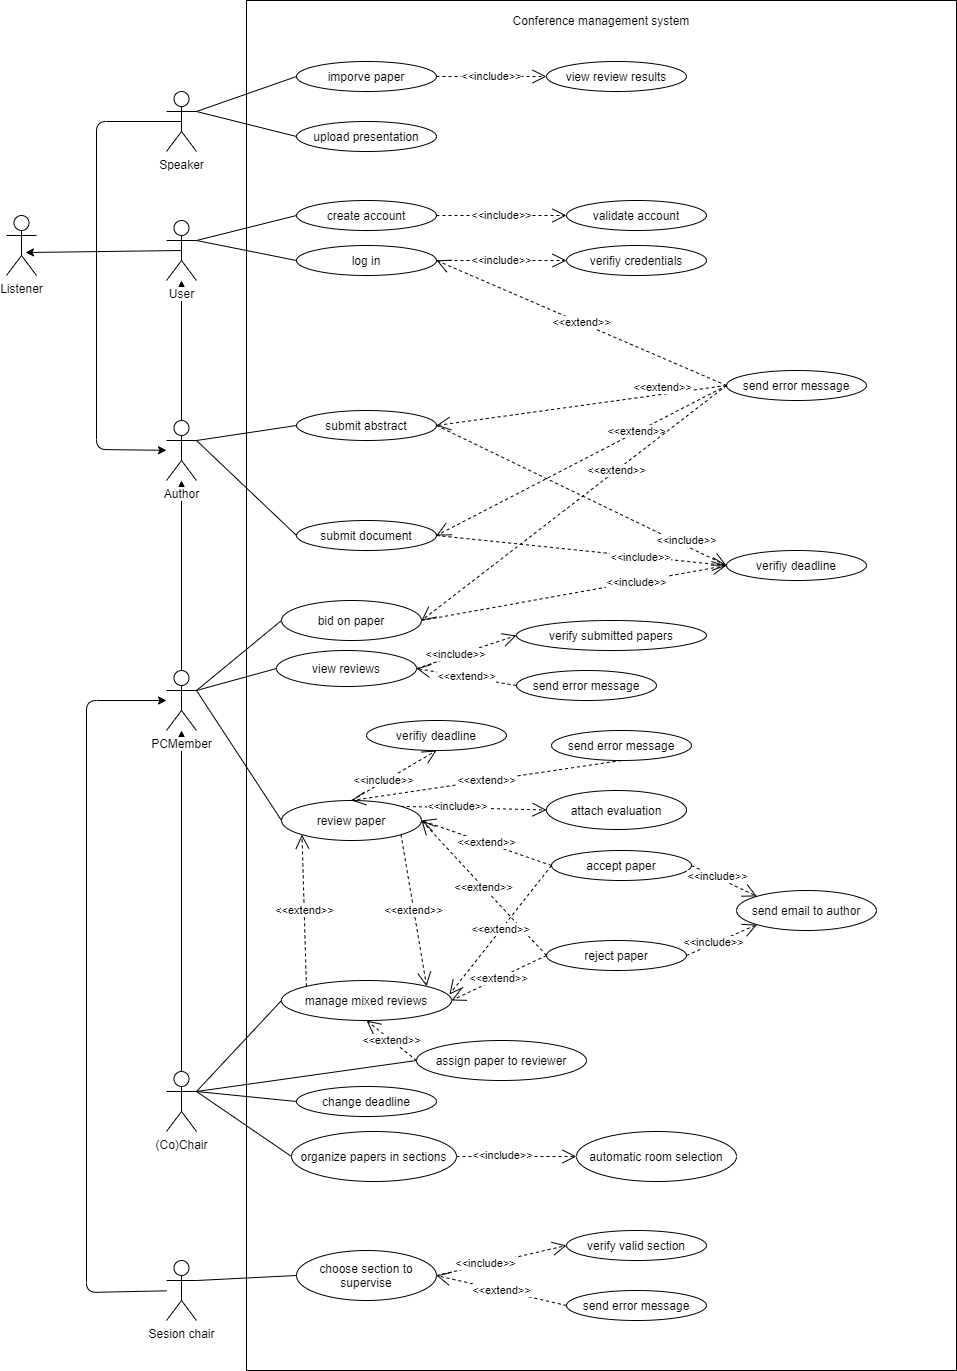 Conference management system
imporve paper
<<include>>
view review results
upload presentation
Speaker
create account
<<include>>
validate account
log in
<<include>>
verifiy credentials
Listener
User
<<extend>>
send error message
<<extend>>
submit abstract
<<extend>>
<<extend>>
Author
submit document
<<include>>
<<include>>
verifiy deadline
<<include>>
bid on paper
verify submitted papers
<<include>>
view reviews
<<extend>>
send error message
PCMember
verifiy deadline
send error message
<<include>>
<<extend>>
<<include>>
attach evaluation
review paper
<<extend>>
accept paper
<<include>>
<<extend>>
<<extend>>
<<extend>>
send email to author
<<extend>>
<<include>>
reject paper
<<extend>>
manage mixed reviews
<<extend>>
assign paper to reviewer
change deadline
(Co)Chair
organize papers in sections
<<include>>
automatic room selection
verify valid section
<<include>>
choose section to
supervise
<<extend>>
send error message
Sesion chair